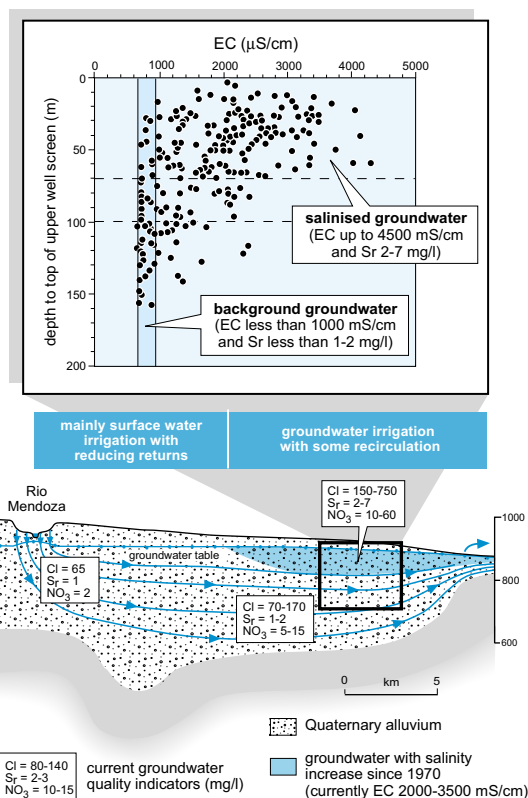 EC (μS/cm)
0 1000 2000 3000 4000 5000
0
50
100
150
200
depth to top of upper well screen (m)
salinised groundwater
(EC up to 4500 mS/cm
and Sr 2-7 mg/l)
background groundwater
(EC less than 1000 mS/cm
and Sr less than 1-2 mg/l)
mainly surface water
irrigation with
reducing returns
groundwater irrigation
with some recirculation
Rio
Mendoza
Cl = 150-750
Sr = 2-7
NO3 = 10-60
1000
800
600
groundwater table
Cl = 65
Sr = 1
NO3 = 2
Cl = 70-170
Sr = 1-2
NO3 = 5-15
0 km 5
Quaternary alluvium
Cl = 80-140
Sr = 2-3
NO3 = 10-15
current groundwater
quality indicators (mg/l)
groundwater with salinity
increase since 1970
(currently EC 2000-3500 mS/cm)